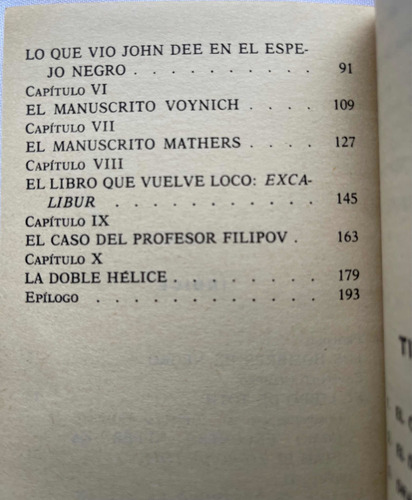 LO QUE VIO JOHN DEE EN EL ESPE-
JO NEGRO . . . . . . . . . . 91
CAPÍTULO VI
EL MANUSCRITO VOYNICH . . . . . 109
CAPÍTULO VII
EL MANUSCRITO MATHERS . . . . . 127
CAPÍTULO VIII
EL LIBRO QUE VUELVE LOCO: EXCA-
LIBUR . . . . . . . . . . . 145
CAPÍTULO IX
EL CASO DEL PROFESOR FILIPOV . 163
CAPÍTULO X
LA DOBLE HÉLICE . . . . . . . . 179
EPÍLOGO . . . . . . . . . . . . 193